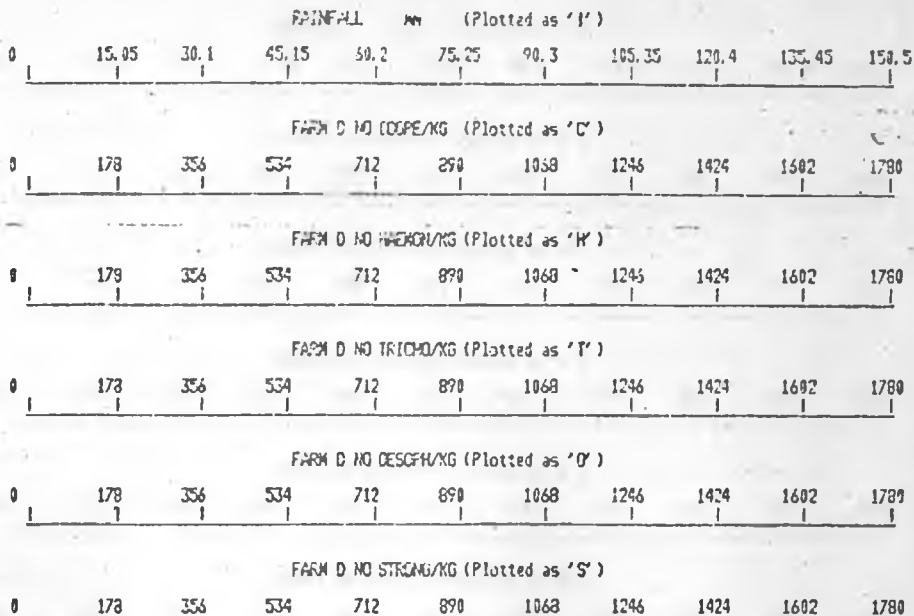 RAINFALL MM (Plotted as 'I')
0 15.05 30.1 45.15 60.2 75.25 90.3 105.35 120.4 135.45 150.5
FARM D NO COOPE/KG (Plotted as 'C')
0 178 356 534 712 890 1068 1246 1424 1602 1780
FARM D NO HAEMON/KG (Plotted as 'H')
0 178 356 534 712 890 1068 1246 1424 1602 1780
FARM D NO TRICHO/KG (Plotted as 'T')
0 178 356 534 712 890 1068 1246 1424 1602 1780
FARM D NO OESOPH/KG (Plotted as 'O')
0 178 356 534 712 890 1068 1246 1424 1602 1780
FARM D NO STRONG/KG (Plotted as 'S')
0 178 356 534 712 890 1068 1246 1424 1602 1780